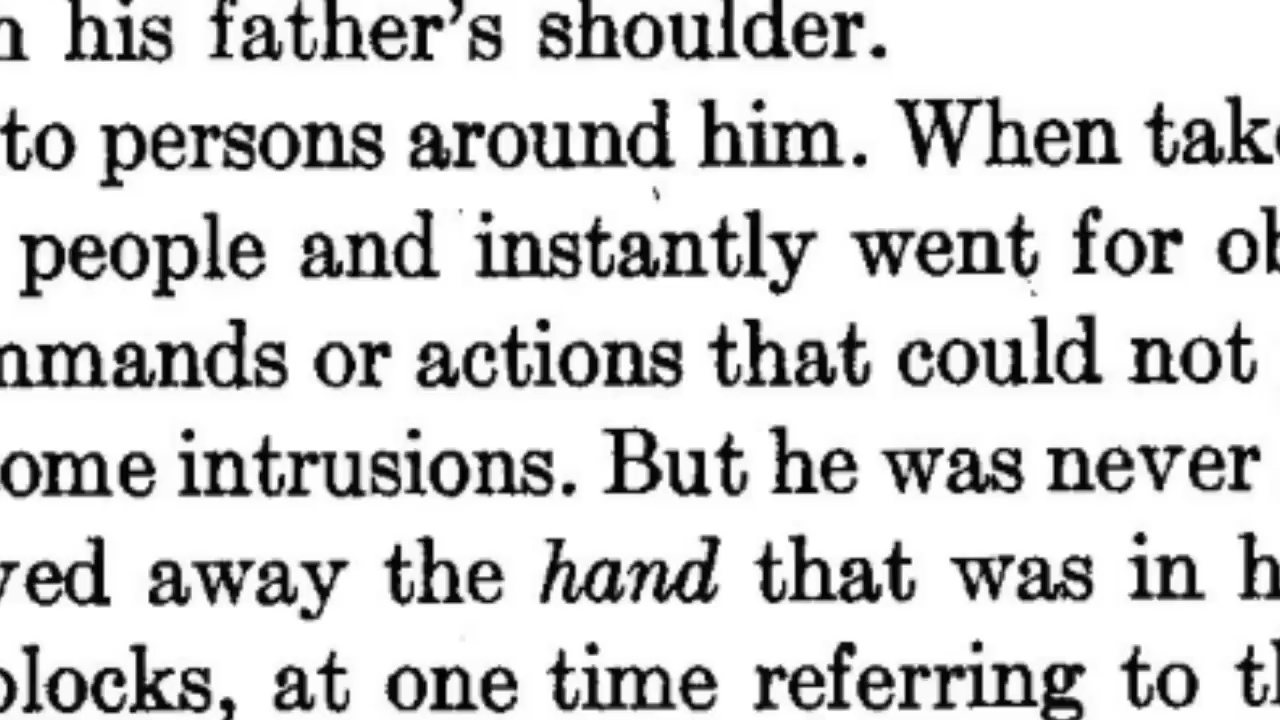 n his father's shoulder.
to persons around him. When take
people and instantly went for ob
mmands or actions that could not
ome intrusions. But he was never
ved away the hand that was in h
blocks, at one time referring to th